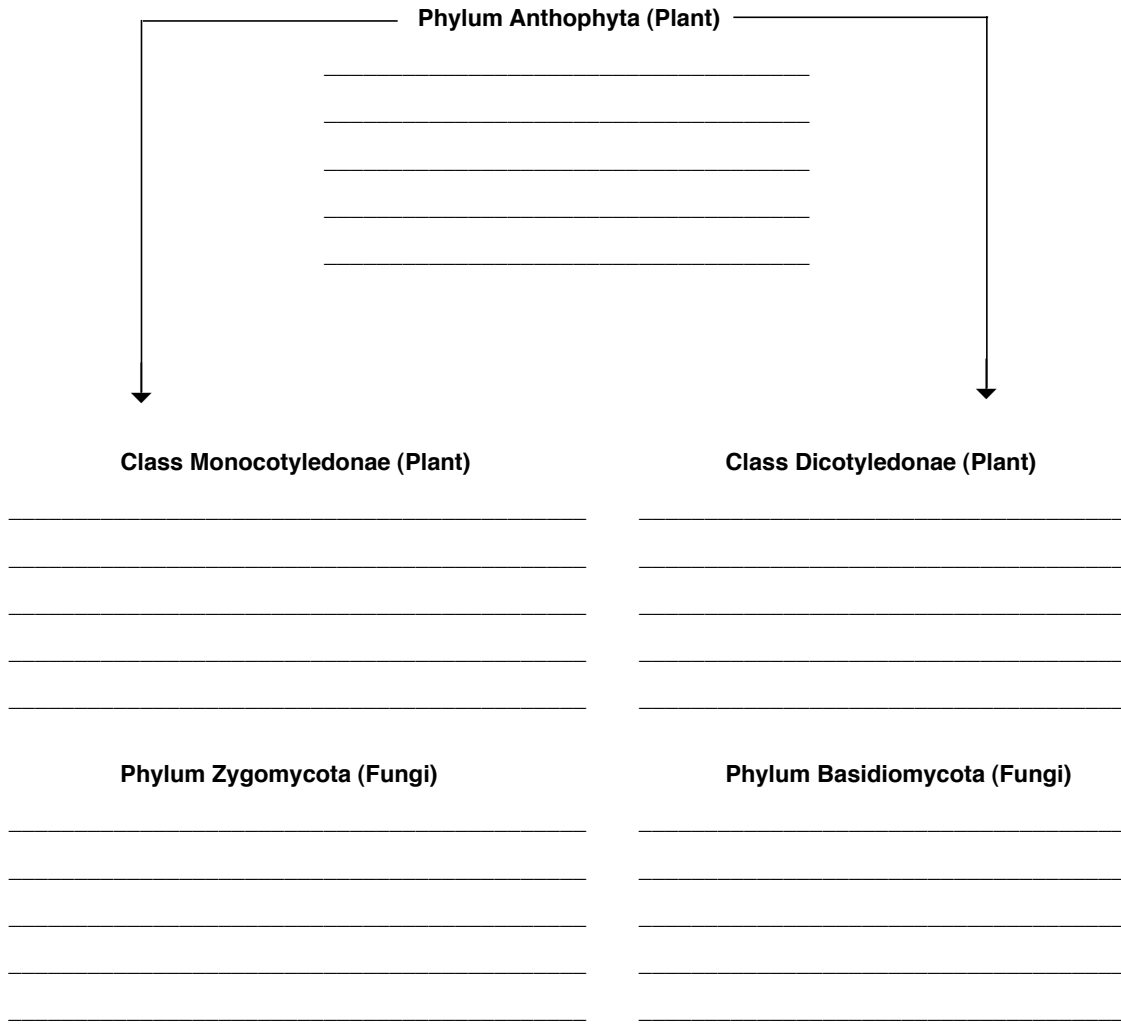 Phylum Anthophyta (Plant)
Class Monocotyledonae (Plant)
Class Dicotyledonae (Plant)
Phylum Zygomycota (Fungi)
Phylum Basidiomycota (Fungi)